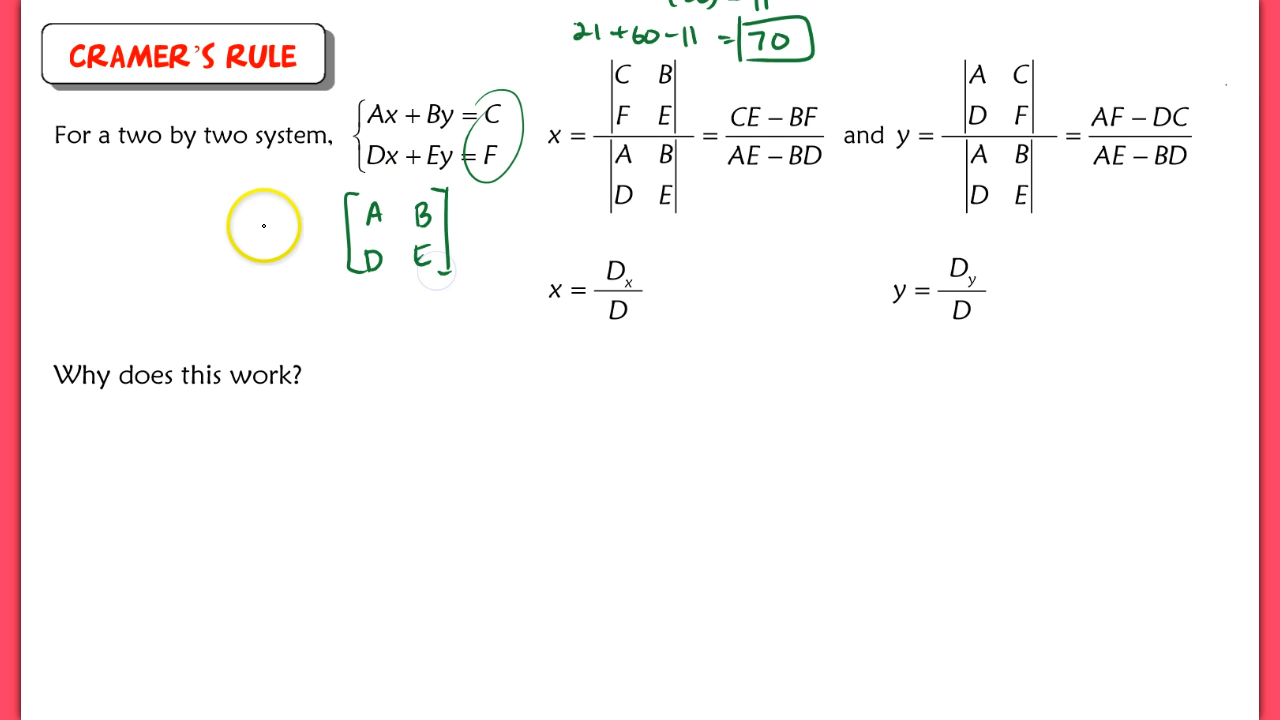 21 + 60 - 11 = 70
CRAMER'S RULE
For a two by two system, { Ax + By = C
Dx + Ey = F
x = |C B| / |A B| = CE – BF / AE – BD and y = |A C| / |A B| = AF – DC / AE – BD
|F E| / |D E| |D F| / |D E|
[A B]
[D E]
x = Dx / D y = Dy / D
Why does this work?